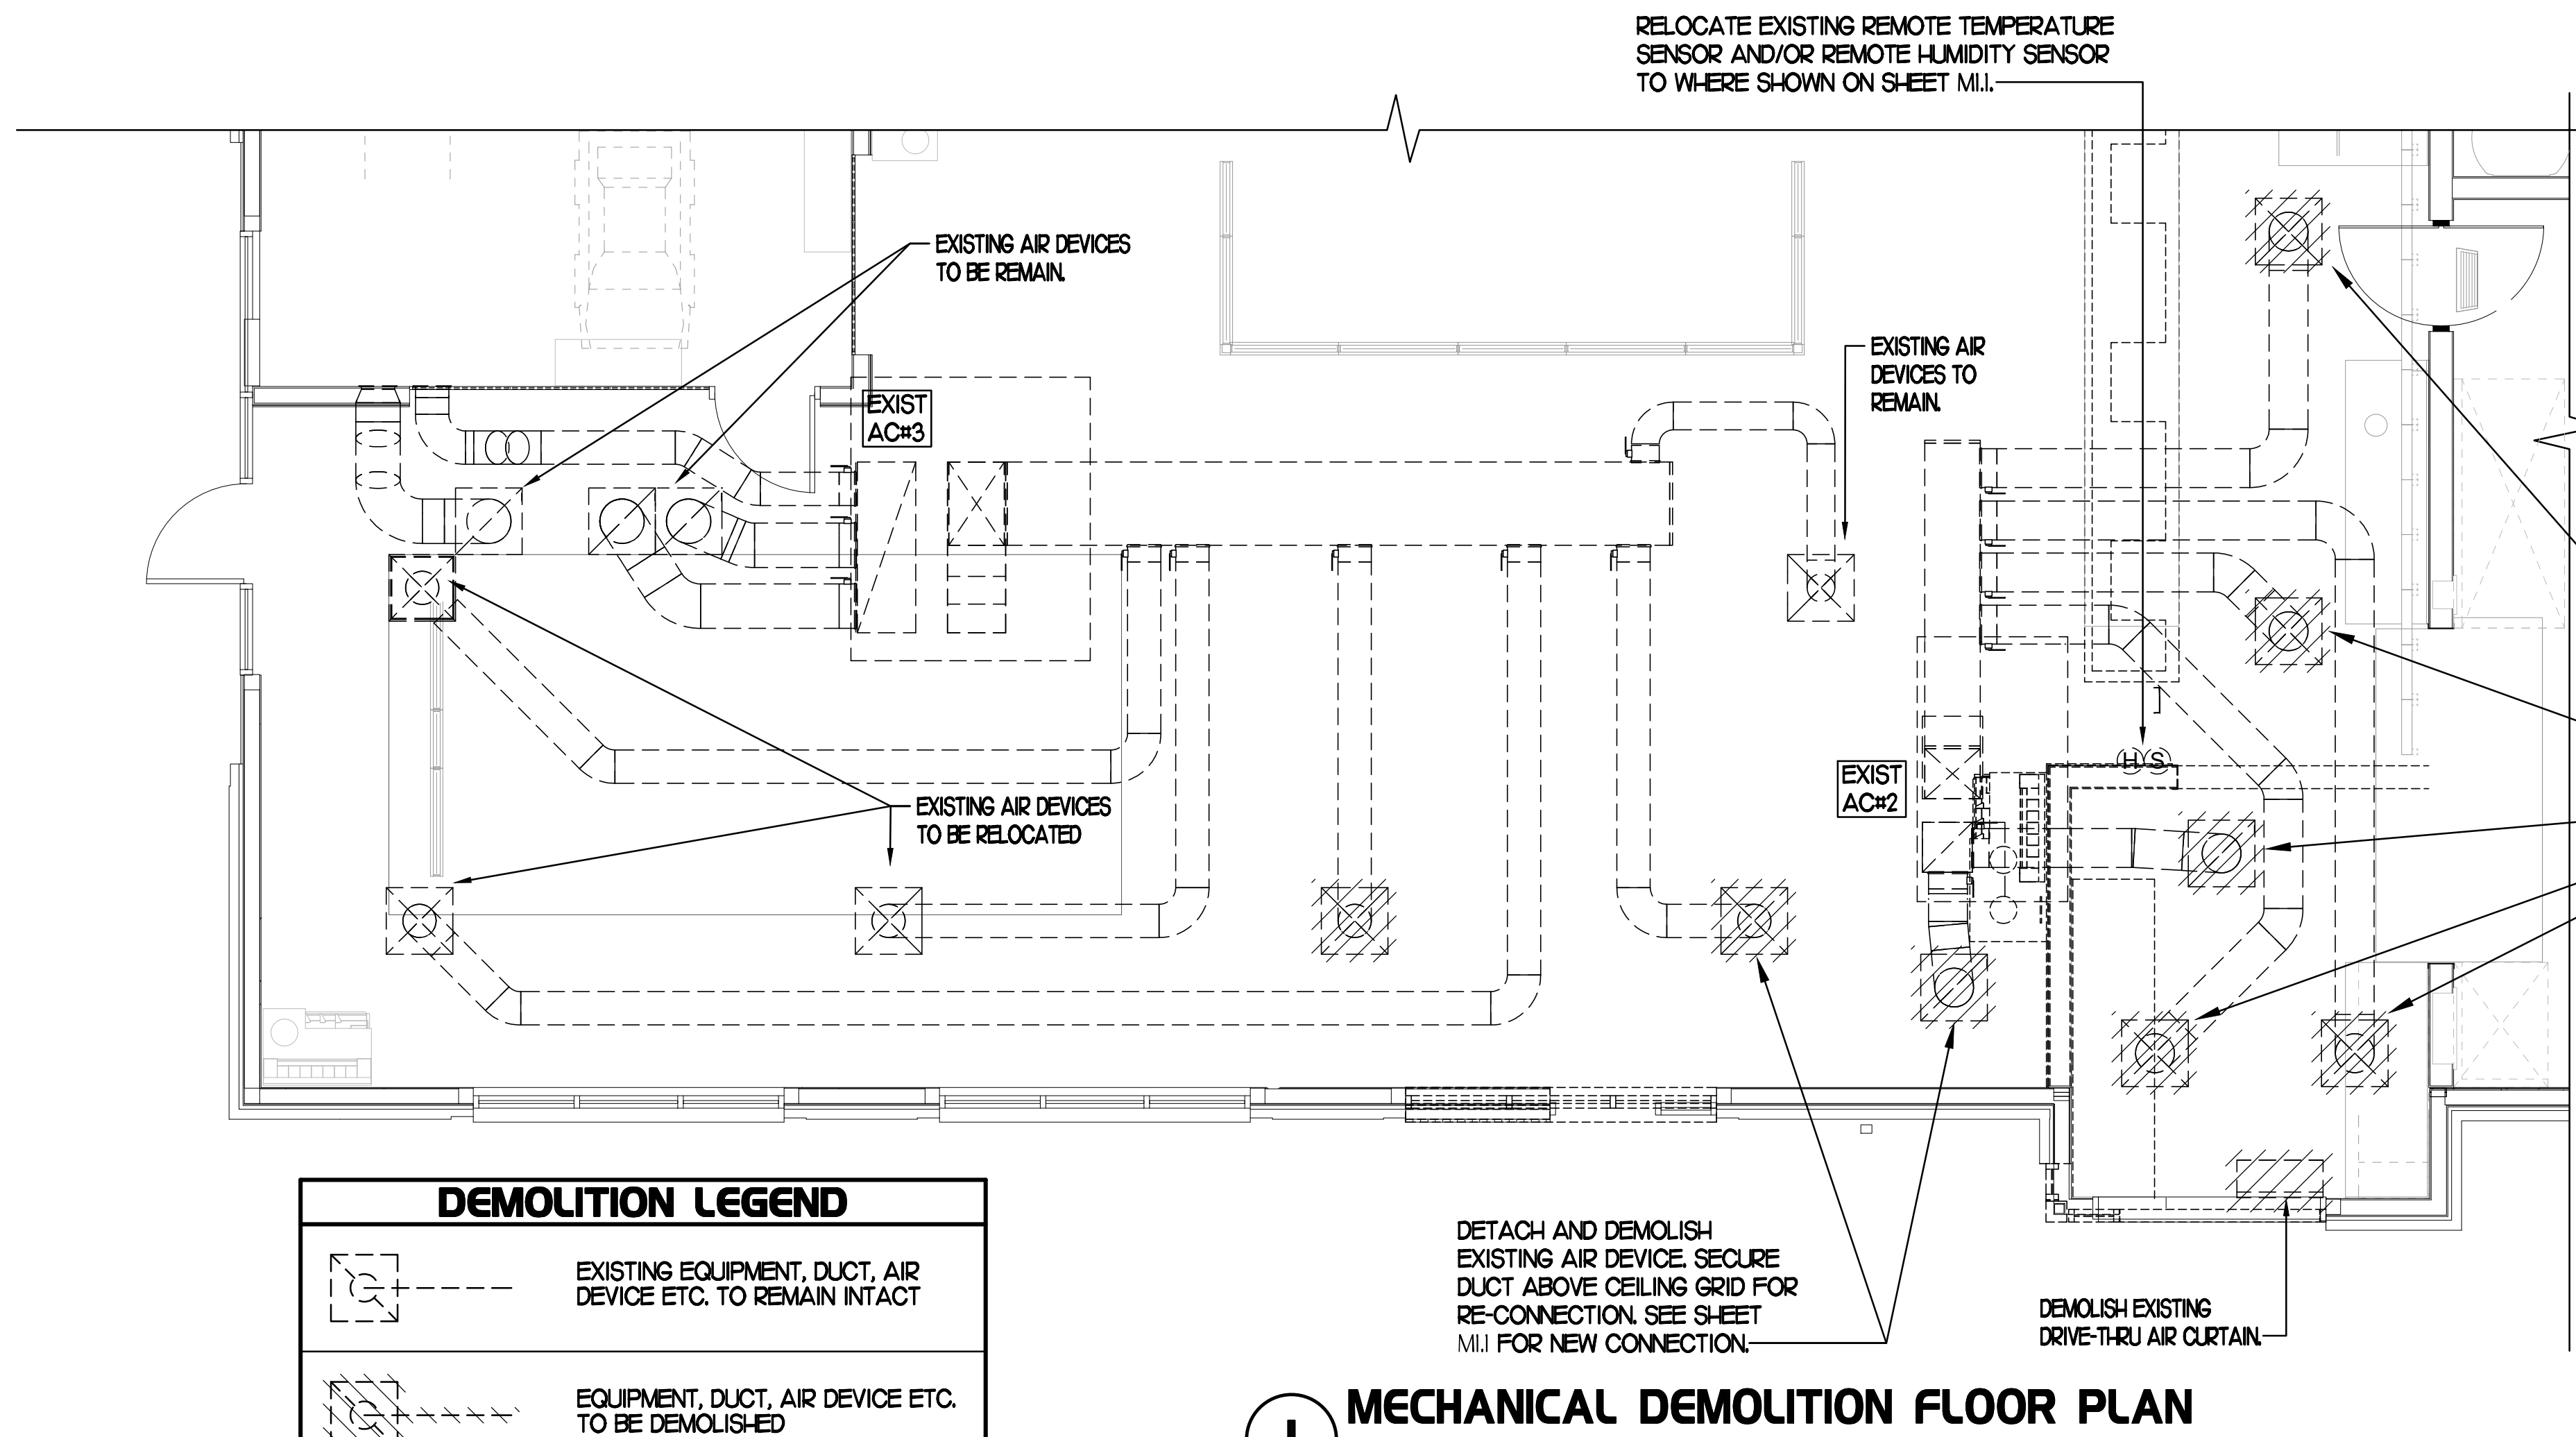 RELOCATE EXISTING REMOTE TEMPERATURE
SENSOR AND/OR REMOTE HUMIDITY SENSOR
TO WHERE SHOWN ON SHEET M1.1.
EXISTING AIR DEVICES
TO BE REMAIN.
EXISTING AIR
DEVICES TO
REMAIN.
EXIST
AC#3
EXIST
AC#2
H S
EXISTING AIR DEVICES
TO BE RELOCATED
DETACH AND DEMOLISH
EXISTING AIR DEVICE. SECURE
DUCT ABOVE CEILING GRID FOR
RE-CONNECTION. SEE SHEET
M1.1 FOR NEW CONNECTION.
DEMOLISH EXISTING
DRIVE-THRU AIR CURTAIN.
DEMOLITION LEGEND
EXISTING EQUIPMENT, DUCT, AIR
DEVICE ETC. TO REMAIN INTACT
EQUIPMENT, DUCT, AIR DEVICE ETC.
TO BE DEMOLISHED
MECHANICAL DEMOLITION FLOOR PLAN